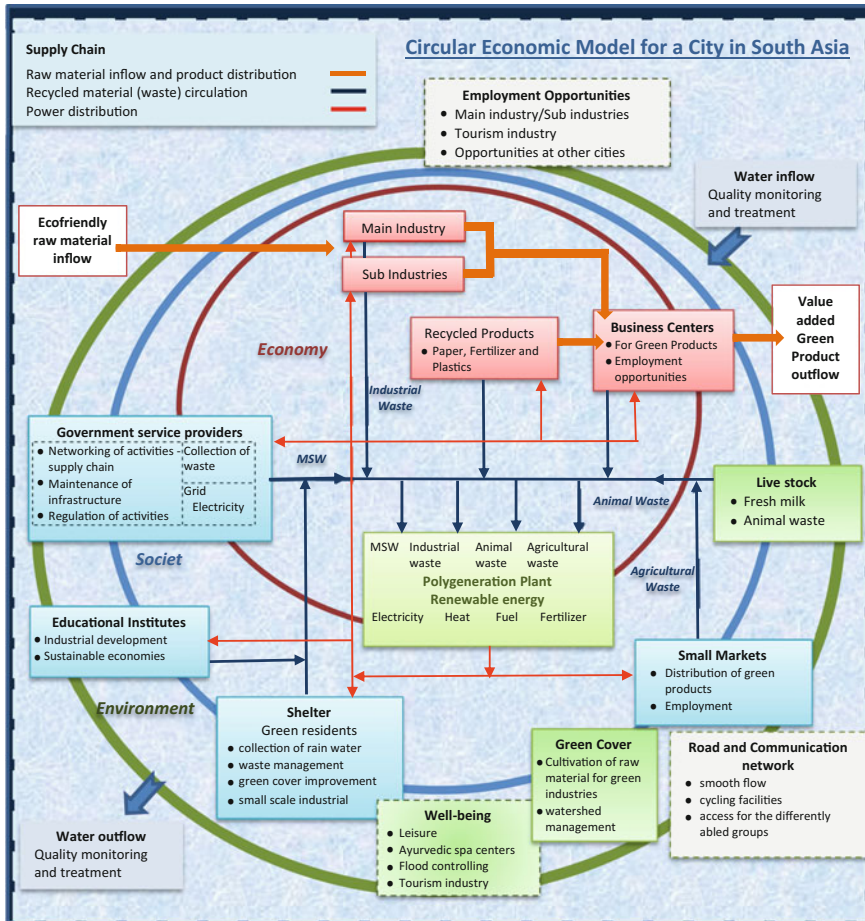 Circular Economic Model for a City in South Asia
Supply Chain
Raw material inflow and product distribution
Recycled material (waste) circulation
Power distribution
Employment Opportunities
• Main industry/Sub industries
• Tourism industry
• Opportunities at other cities
Water inflow
Quality monitoring
and treatment
Ecofriendly
raw material
inflow
Main Industry
Sub Industries
Value
added
Green
Product
outflow
Recycled Products
• Paper, Fertilizer and
Plastics
Business Centers
• For Green Products
• Employment
opportunities
Economy
Industrial
Waste
Government service providers
• Networking of activities -
supply chain
• Maintenance of
infrastructure
• Regulation of activities
Collection of
waste
Grid
Electricity
MSW
Animal Waste
Live stock
• Fresh milk
• Animal waste
Societ
MSW Industrial waste Animal waste Agricultural waste
Polygeneration Plant
Renewable energy
Electricity Heat Fuel Fertilizer
Agricultural
Waste
Educational Institutes
• Industrial development
• Sustainable economies
Small Markets
• Distribution of green
products
• Employment
Environment
Shelter
Green residents
• collection of rain water
• waste management
• green cover improvement
• small scale industrial
Green Cover
• Cultivation of raw
material for green
industries
• watershed
management
Road and Communication
network
• smooth flow
• cycling facilities
• access for the differently
abled groups
Well-being
• Leisure
• Ayurvedic spa centers
• Flood controlling
• Tourism industry
Water outflow
Quality monitoring
and treatment